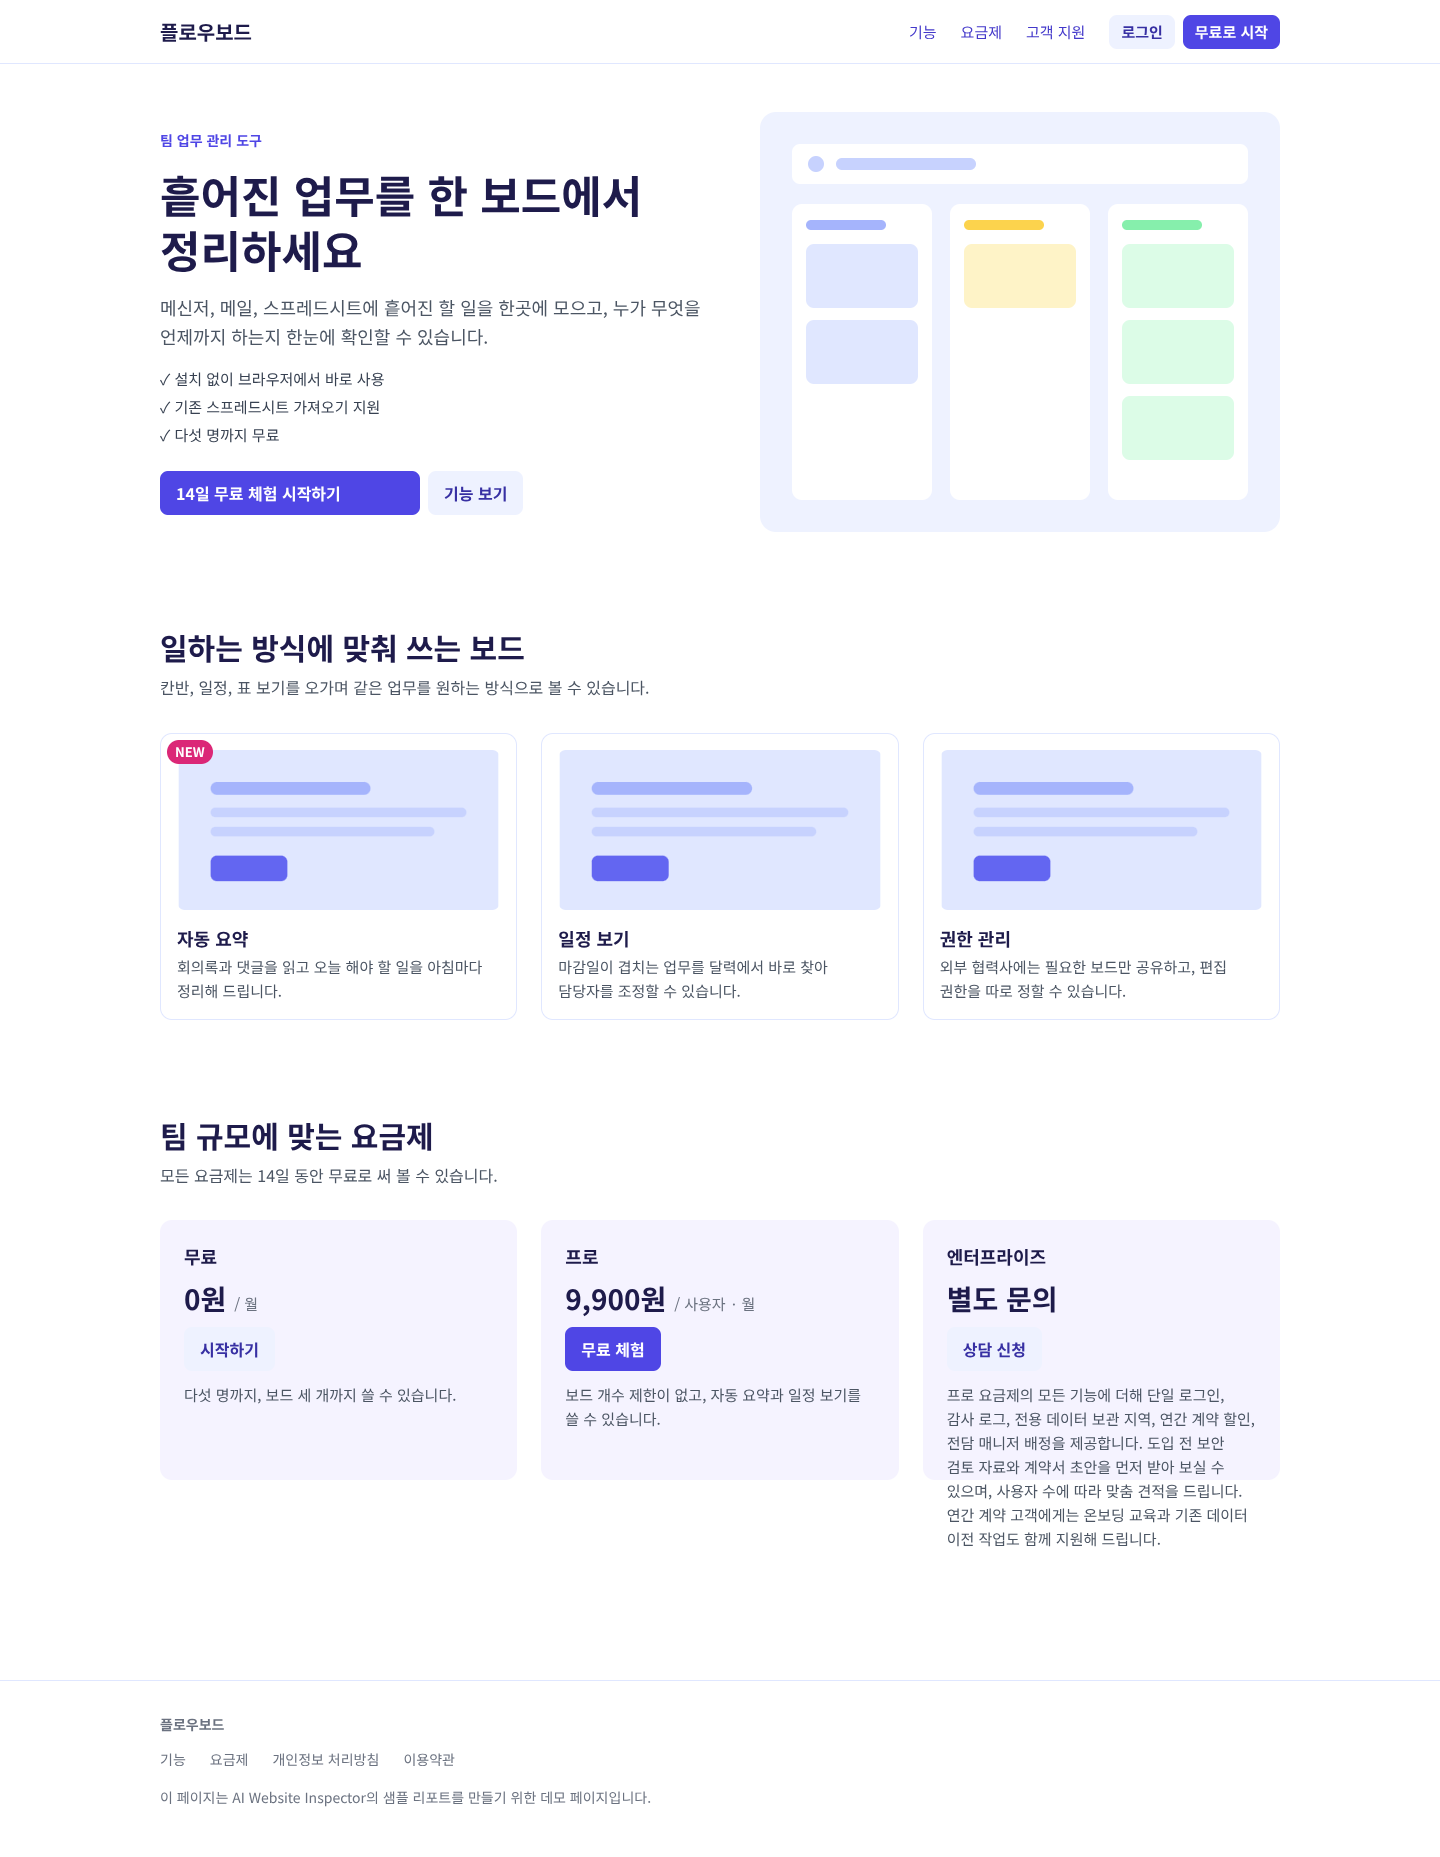 플로우보드
기능
요금제
고객 지원
로그인
무료로 시작
팀 업무 관리 도구
흩어진 업무를 한 보드에서
정리하세요
메신저, 메일, 스프레드시트에 흩어진 할 일을 한곳에 모으고, 누가 무엇을
언제까지 하는지 한눈에 확인할 수 있습니다.
✓ 설치 없이 브라우저에서 바로 사용
✓ 기존 스프레드시트 가져오기 지원
✓ 다섯 명까지 무료
14일 무료 체험 시작하기
기능 보기
일하는 방식에 맞춰 쓰는 보드
칸반, 일정, 표 보기를 오가며 같은 업무를 원하는 방식으로 볼 수 있습니다.
NEW
자동 요약
회의록과 댓글을 읽고 오늘 해야 할 일을 아침마다
정리해 드립니다.
일정 보기
마감일이 겹치는 업무를 달력에서 바로 찾아
담당자를 조정할 수 있습니다.
권한 관리
외부 협력사에는 필요한 보드만 공유하고, 편집
권한을 따로 정할 수 있습니다.
팀 규모에 맞는 요금제
모든 요금제는 14일 동안 무료로 써 볼 수 있습니다.
무료
0원 / 월
시작하기
다섯 명까지, 보드 세 개까지 쓸 수 있습니다.
프로
9,900원 / 사용자 · 월
무료 체험
보드 개수 제한이 없고, 자동 요약과 일정 보기를
쓸 수 있습니다.
엔터프라이즈
별도 문의
상담 신청
프로 요금제의 모든 기능에 더해 단일 로그인,
감사 로그, 전용 데이터 보관 지역, 연간 계약 할인,
전담 매니저 배정을 제공합니다. 도입 전 보안
검토 자료와 계약서 초안을 먼저 받아 보실 수
있으며, 사용자 수에 따라 맞춤 견적을 드립니다.
연간 계약 고객에게는 온보딩 교육과 기존 데이터
이전 작업도 함께 지원해 드립니다.
플로우보드
기능
요금제
개인정보 처리방침
이용약관
이 페이지는 AI Website Inspector의 샘플 리포트를 만들기 위한 데모 페이지입니다.